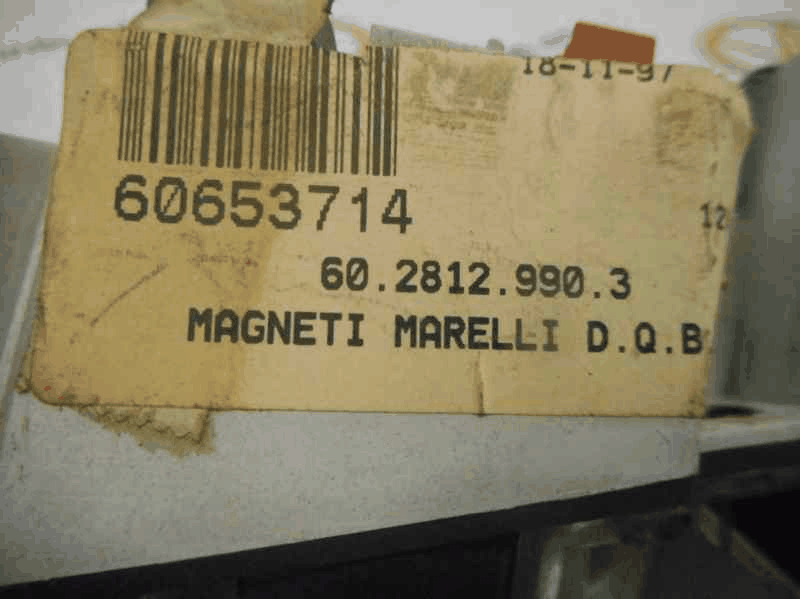 18-11-97
60653714
12
60.2812.990.3
MAGNETI MARELLI D.Q.B